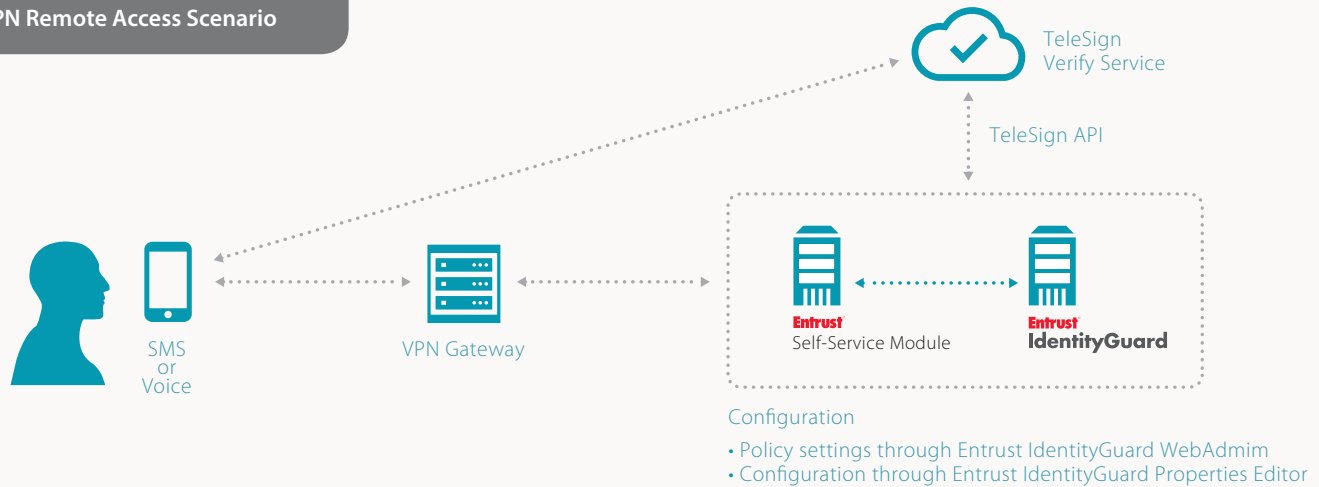 PN Remote Access Scenario
TeleSign
Verify Service
TeleSign API
SMS
or
Voice
VPN Gateway
Entrust
Self-Service Module
Entrust
IdentityGuard
Configuration
• Policy settings through Entrust IdentityGuard WebAdmim
• Configuration through Entrust IdentityGuard Properties Editor